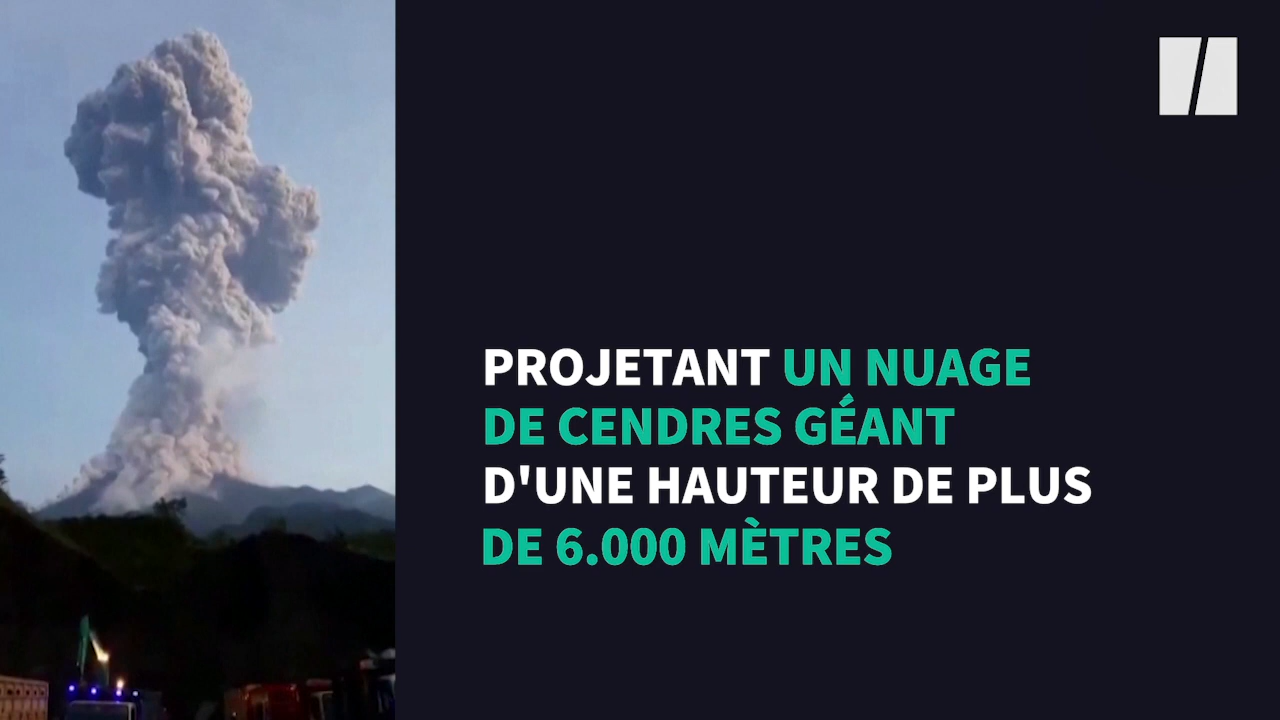 PROJETANT UN NUAGE
DE CENDRES GÉANT
D'UNE HAUTEUR DE PLUS
DE 6.000 MÈTRES